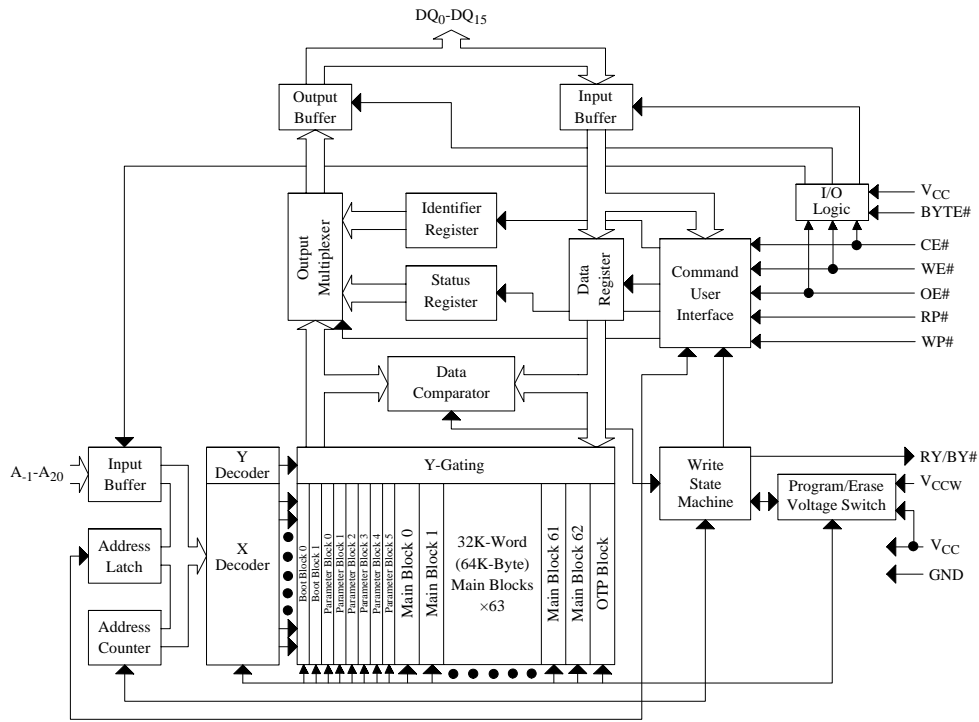 DQ0-DQ15
Output
Buffer
Input
Buffer
I/O
Logic
VCC
BYTE#
Output
Multiplexer
Identifier
Register
Status
Register
Data
Register
Command
User
Interface
CE#
WE#
OE#
RP#
WP#
Data
Comparator
A-1-A20
Input
Buffer
Y
Decoder
Y-Gating
Write
State
Machine
RY/BY#
Program/Erase
Voltage Switch
VCCW
VCC
GND
Address
Latch
X
Decoder
Address
Counter
Boot Block 0
Boot Block 1
Parameter Block 0
Parameter Block 1
Parameter Block 2
Parameter Block 3
Parameter Block 4
Parameter Block 5
Main Block 0
Main Block 1
32K-Word
(64K-Byte)
Main Blocks
×63
Main Block 61
Main Block 62
OTP Block